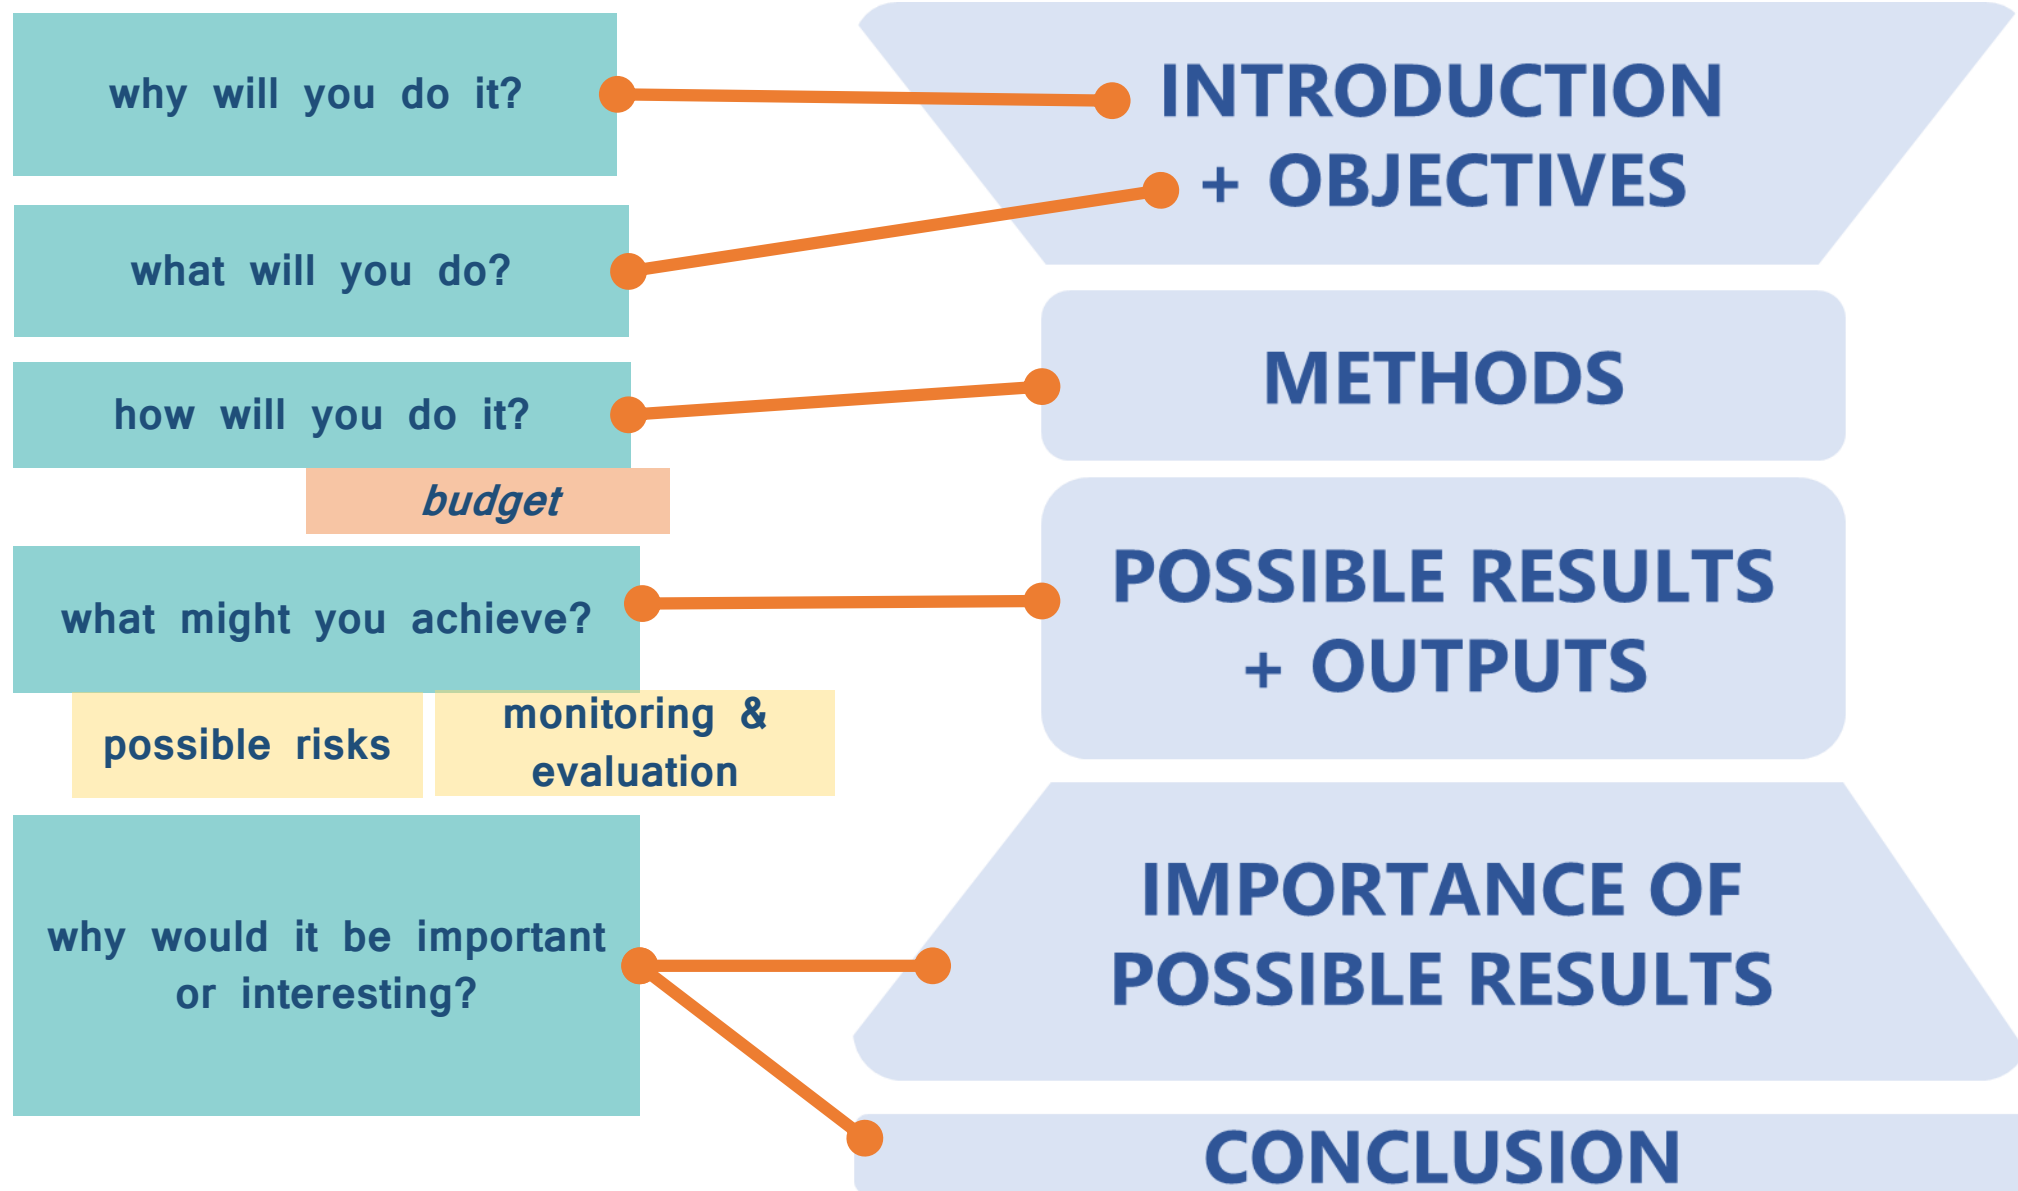 why will you do it?
what will you do?
how will you do it?
budget
what might you achieve?
possible risks
monitoring &
evaluation
why would it be important
or interesting?
INTRODUCTION
+ OBJECTIVES
METHODS
POSSIBLE RESULTS
+ OUTPUTS
IMPORTANCE OF
POSSIBLE RESULTS
CONCLUSION